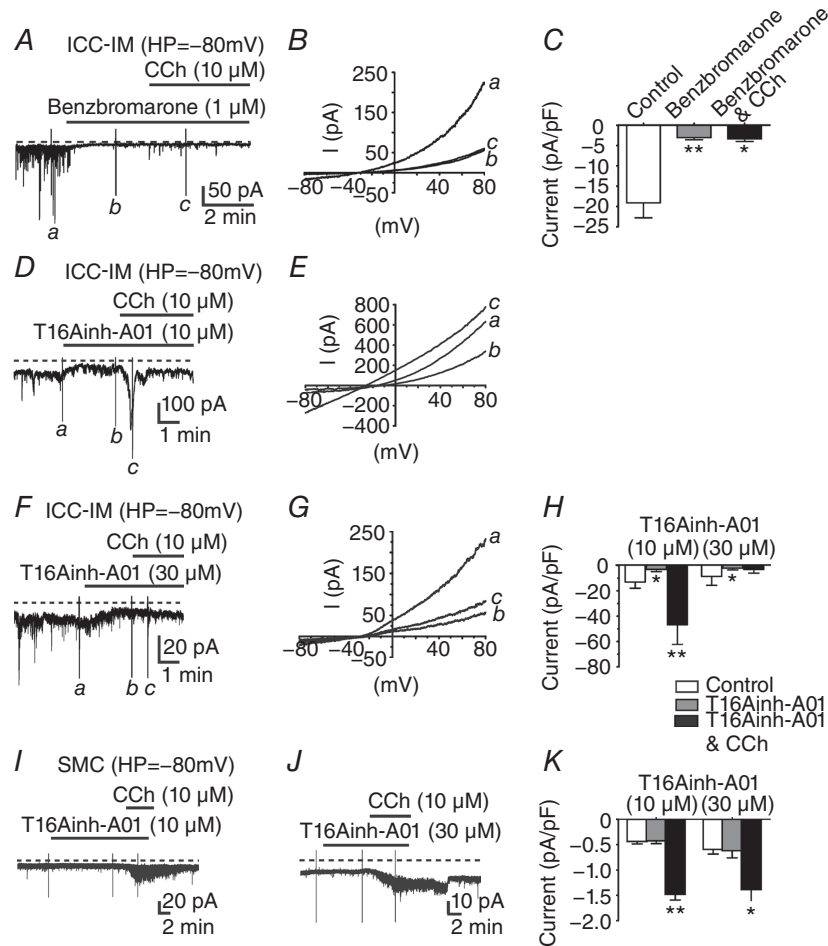 A
ICC-IM (HP=−80mV)
CCh (10 μM)
Benzbromarone (1 μM)
a
b
c
50 pA
2 min
B
I (pA)
250
150
50
−50
−80
−40
40
80
(mV)
a
c
b
C
Control
Benzbromarone
Benzbromarone
& CCh
Current (pA/pF)
0
−5
−10
−15
−20
−25
**
*
D
ICC-IM (HP=−80mV)
CCh (10 μM)
T16Ainh-A01 (10 μM)
a
b
c
100 pA
1 min
E
I (pA)
800
600
400
200
−200
−400
−80
−40
40
80
(mV)
c
a
b
F
ICC-IM (HP=−80mV)
CCh (10 μM)
T16Ainh-A01 (30 μM)
a
b
c
20 pA
1 min
G
I (pA)
250
150
50
−50
−80
−40
40
80
(mV)
a
c
b
H
T16Ainh-A01
(10 μM) (30 μM)
Current (pA/pF)
0
−20
−40
−60
−80
*
**
*
Control
T16Ainh-A01
T16Ainh-A01
& CCh
I
SMC (HP=−80mV)
CCh (10 μM)
T16Ainh-A01 (10 μM)
20 pA
2 min
J
CCh (10 μM)
T16Ainh-A01 (30 μM)
10 pA
2 min
K
T16Ainh-A01
(10 μM) (30 μM)
Current (pA/pF)
0
−0.5
−1.0
−1.5
−2.0
**
*